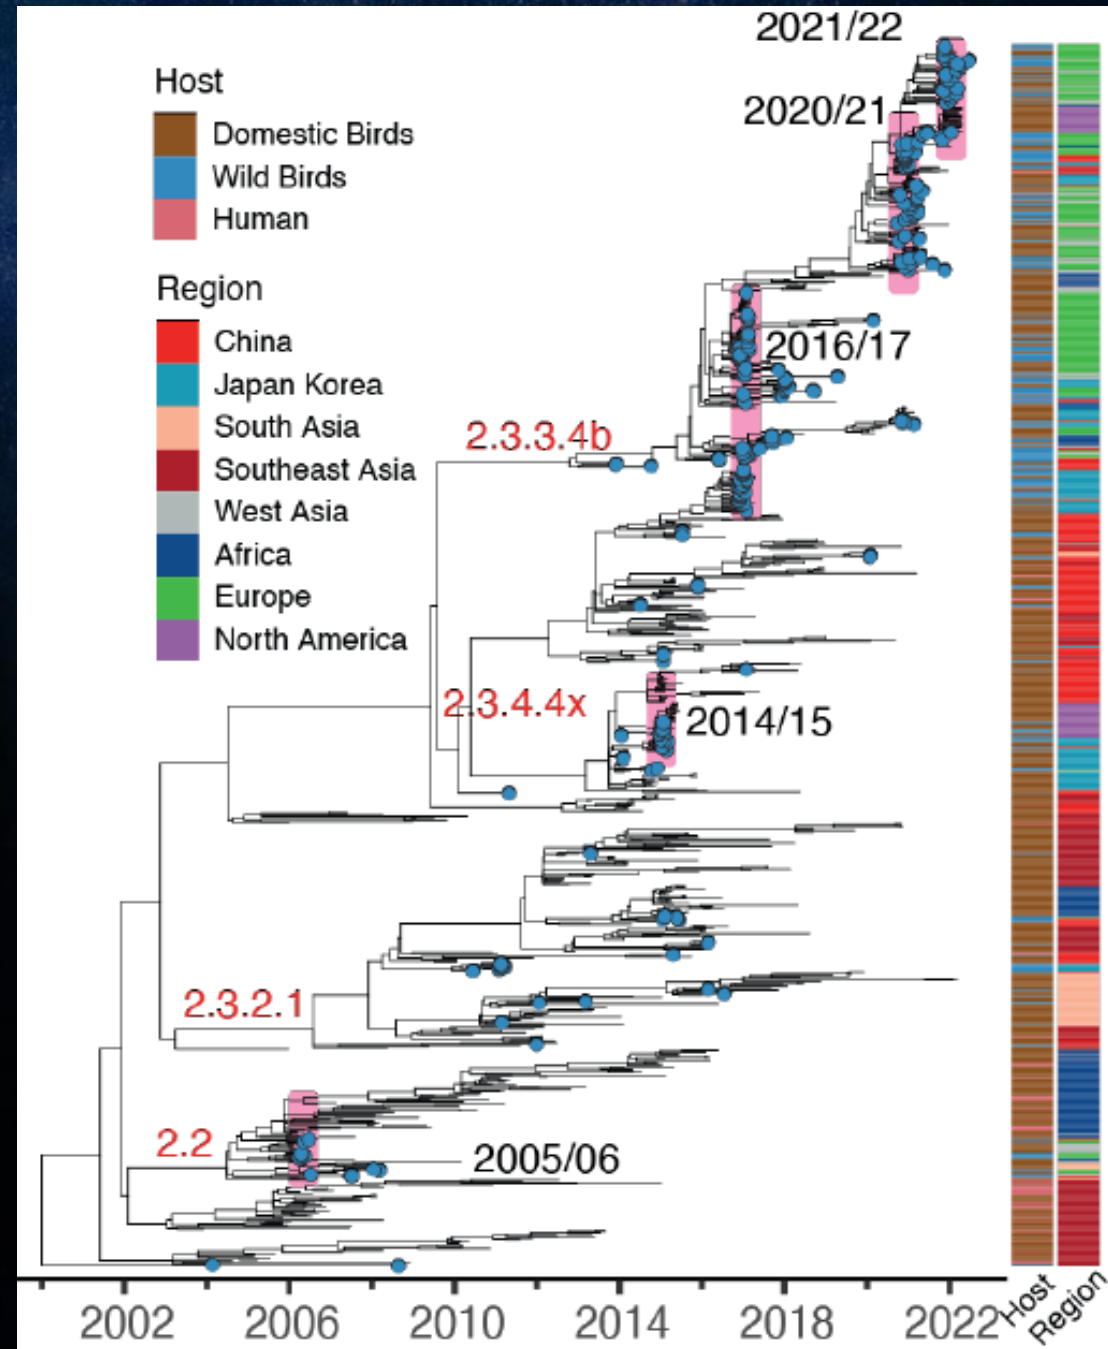 2021/22
Host
2020/21
Domestic Birds
Wild Birds
Human
Region
China
2016/17
Japan Korea
South Asia
2.3.3.4b
Southeast Asia
West Asia
Africa
Europe
North America
2.3.4.4x
2014/15
2.3.2.1
2.2
2005/06
2002 2006 2010 2014 2018 2022
Host
Region